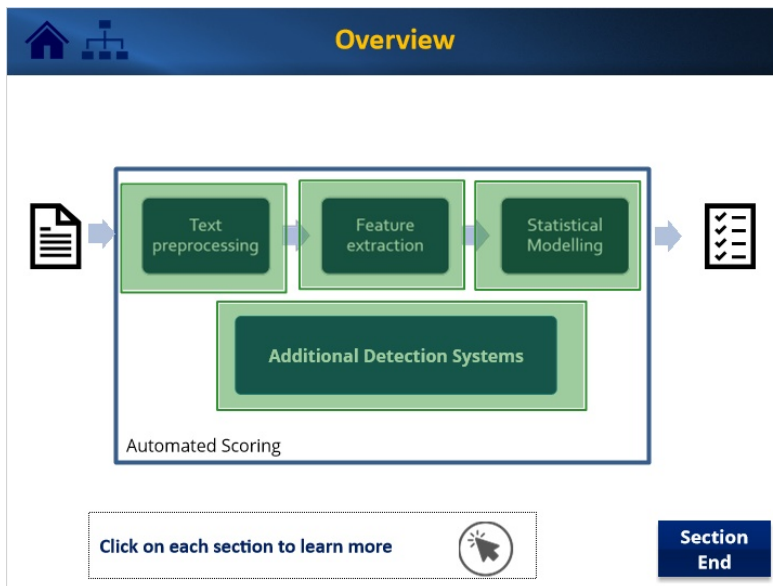 Overview
Text
preprocessing
Feature
extraction
Statistical
Modelling
Additional Detection Systems
Automated Scoring
Click on each section to learn more
Section
End